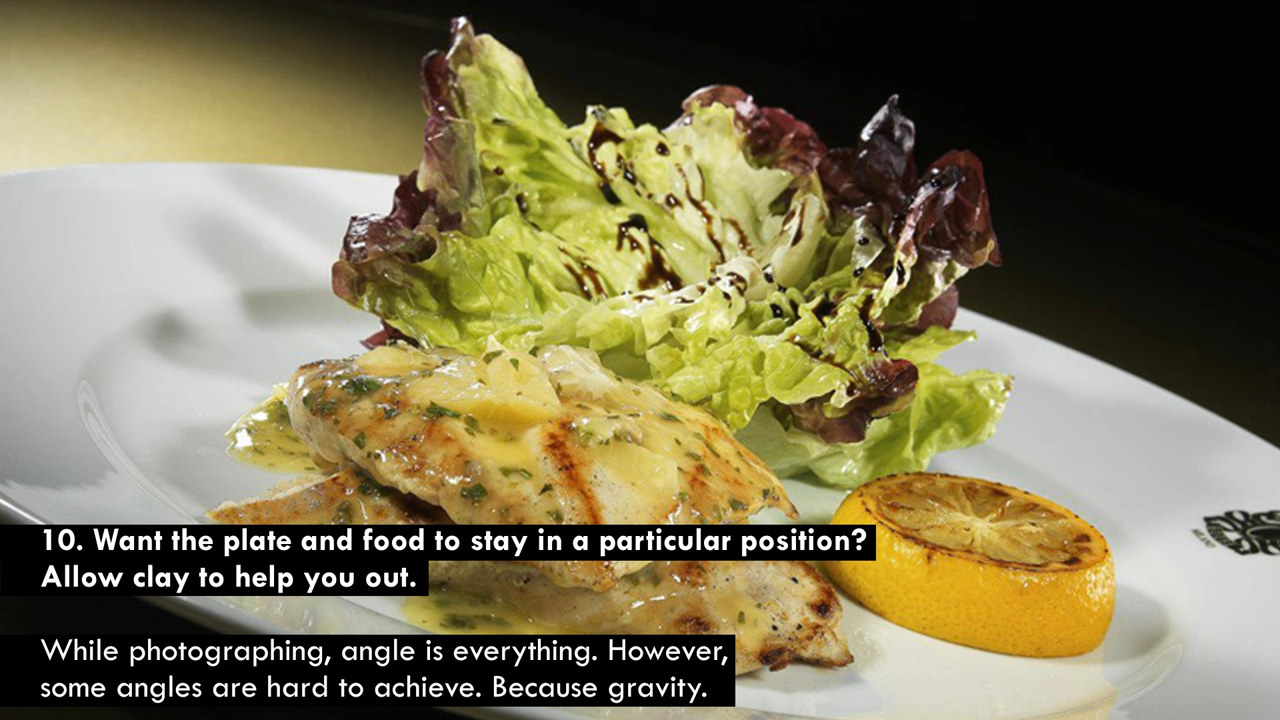 10. Want the plate and food to stay in a particular position?
Allow clay to help you out.
While photographing, angle is everything. However,
some angles are hard to achieve. Because gravity.